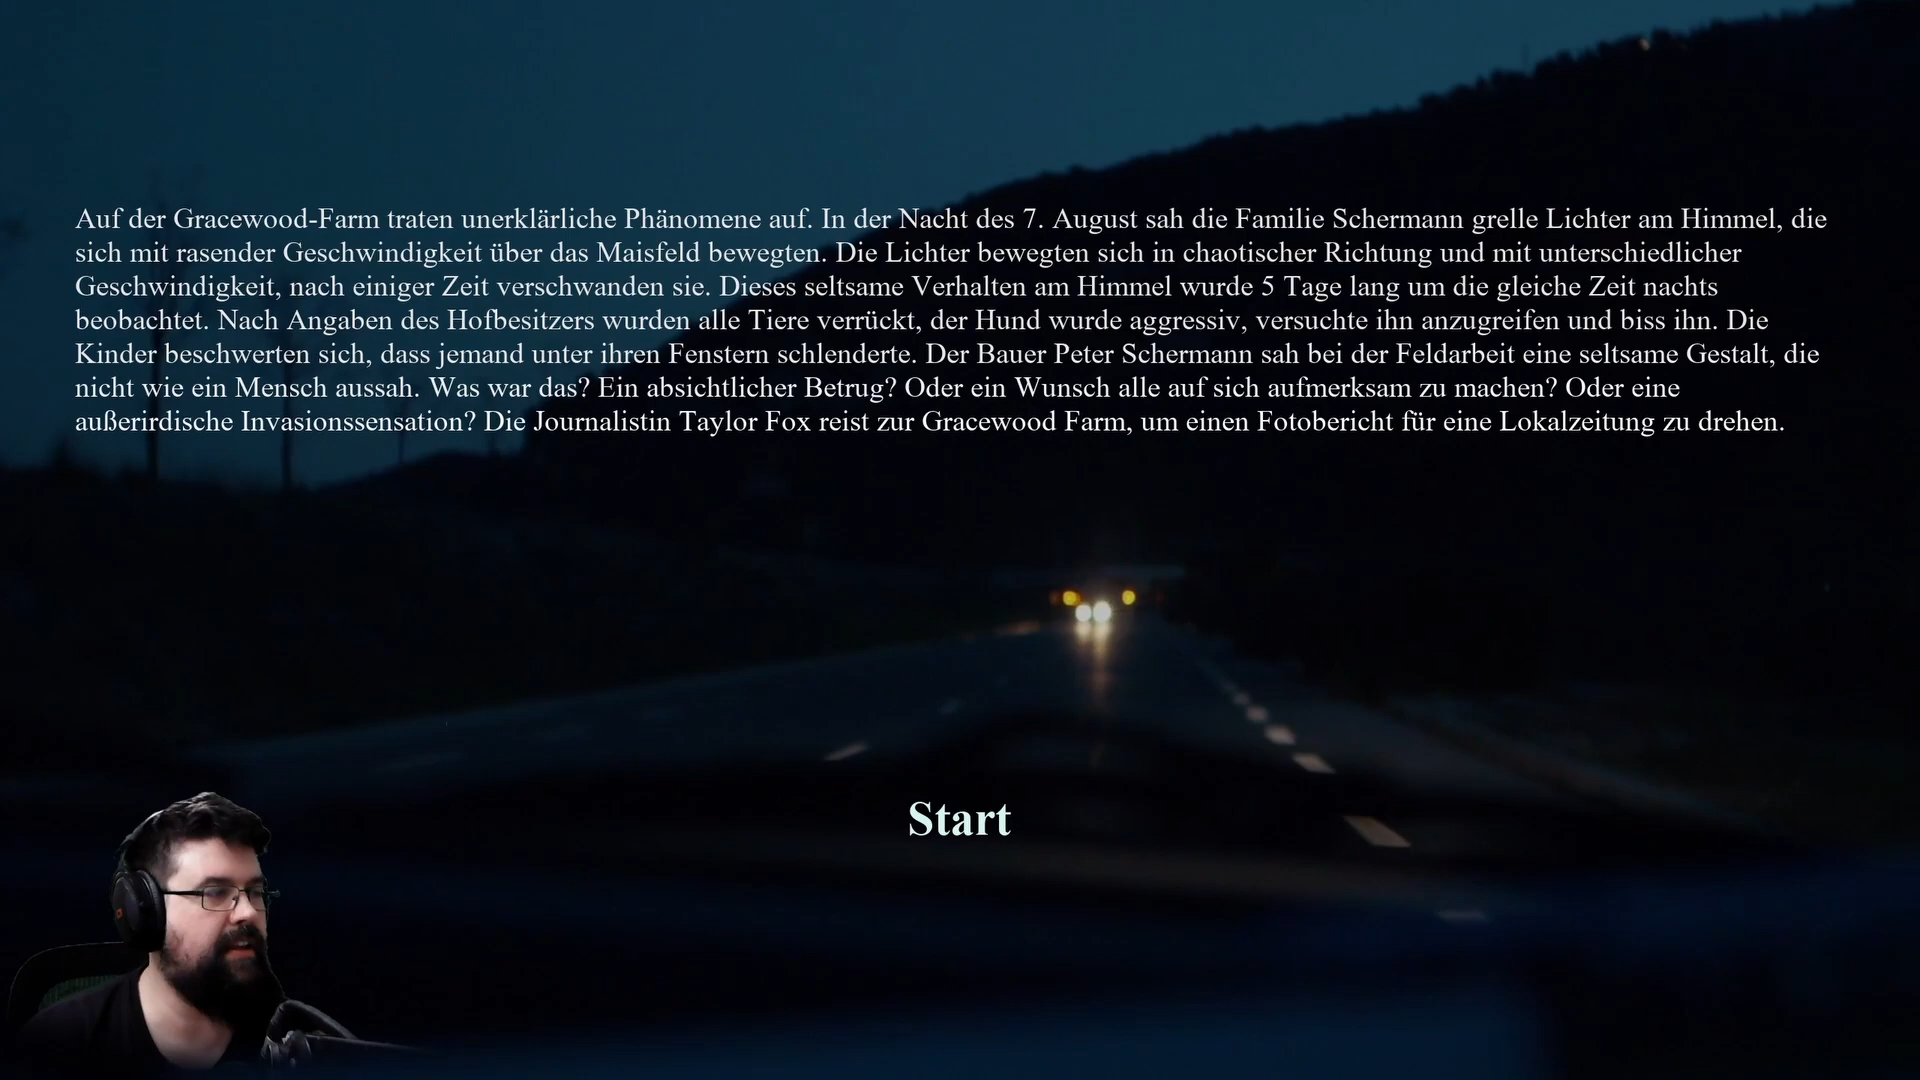 Auf der Gracewood-Farm traten unerklärliche Phänomene auf. In der Nacht des 7. August sah die Familie Schermann grelle Lichter am Himmel, die
sich mit rasender Geschwindigkeit über das Maisfeld bewegten. Die Lichter bewegten sich in chaotischer Richtung und mit unterschiedlicher
Geschwindigkeit, nach einiger Zeit verschwanden sie. Dieses seltsame Verhalten am Himmel wurde 5 Tage lang um die gleiche Zeit nachts
beobachtet. Nach Angaben des Hofbesitzers wurden alle Tiere verrückt, der Hund wurde aggressiv, versuchte ihn anzugreifen und biss ihn. Die
Kinder beschwerten sich, dass jemand unter ihren Fenstern schlenderte. Der Bauer Peter Schermann sah bei der Feldarbeit eine seltsame Gestalt, die
nicht wie ein Mensch aussah. Was war das? Ein absichtlicher Betrug? Oder ein Wunsch alle auf sich aufmerksam zu machen? Oder eine
außerirdische Invasionssensation? Die Journalistin Taylor Fox reist zur Gracewood Farm, um einen Fotobericht für eine Lokalzeitung zu drehen.
Start